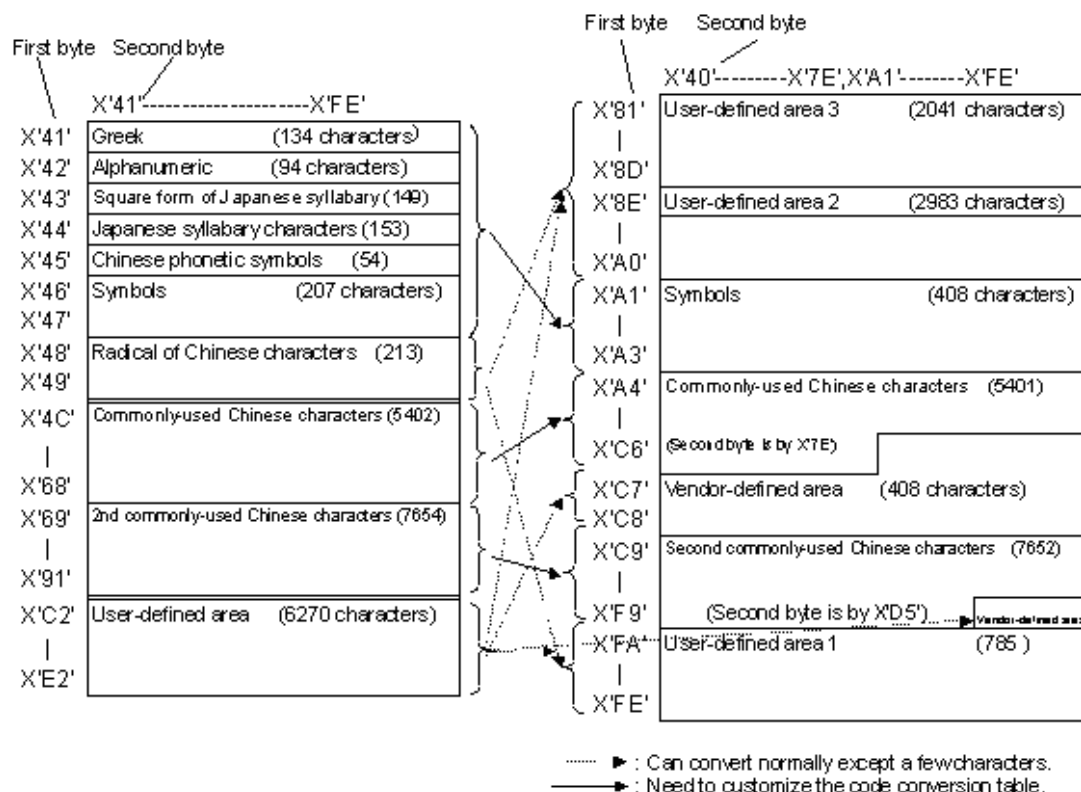 First byte Second byte
X'41'--------------------X'FE'
X'41' Greek (134 characters)
X'42' Alphanumeric (94 characters)
X'43' Square form of Japanese syllabary (149)
X'44' Japanese syllabary characters (153)
X'45' Chinese phonetic symbols (54)
X'46' Symbols (207 characters)
X'47'
X'48' Radical of Chinese characters (213)
X'49'
X'4C' Commonly-used Chinese characters (5402)
X'68'
X'69' 2nd commonly-used Chinese characters (7654)
X'91'
X'C2' User-defined area (6270 characters)
X'E2'
First byte Second byte
X'40'---------X'7E',X'A1'--------X'FE'
X'81' User-defined area 3 (2041 characters)
X'8D'
X'8E' User-defined area 2 (2983 characters)
X'A0'
X'A1' Symbols (408 characters)
X'A3'
X'A4' Commonly-used Chinese characters (5401)
X'C6' (Second byte is by X'7E')
X'C7' Vendor-defined area (408 characters)
X'C8'
X'C9' Second commonly-used Chinese characters (7652)
X'F9' (Second byte is by X'D5') Vendor-defined area
X'FA' User-defined area 1 (785 )
X'FE'
: Can convert normally except a few characters.
: Need to customize the code conversion table.